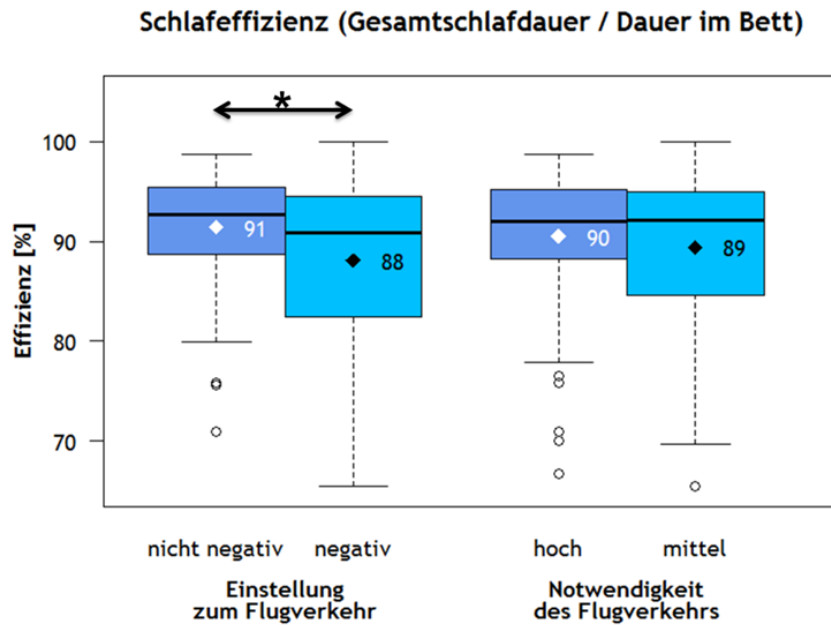 Schlafeffizienz (Gesamtschlafdauer / Dauer im Bett)
*
100
90
80
70
Effizienz [%]
91
88
90
89
nicht negativ
negativ
hoch
mittel
Einstellung
zum Flugverkehr
Notwendigkeit
des Flugverkehrs